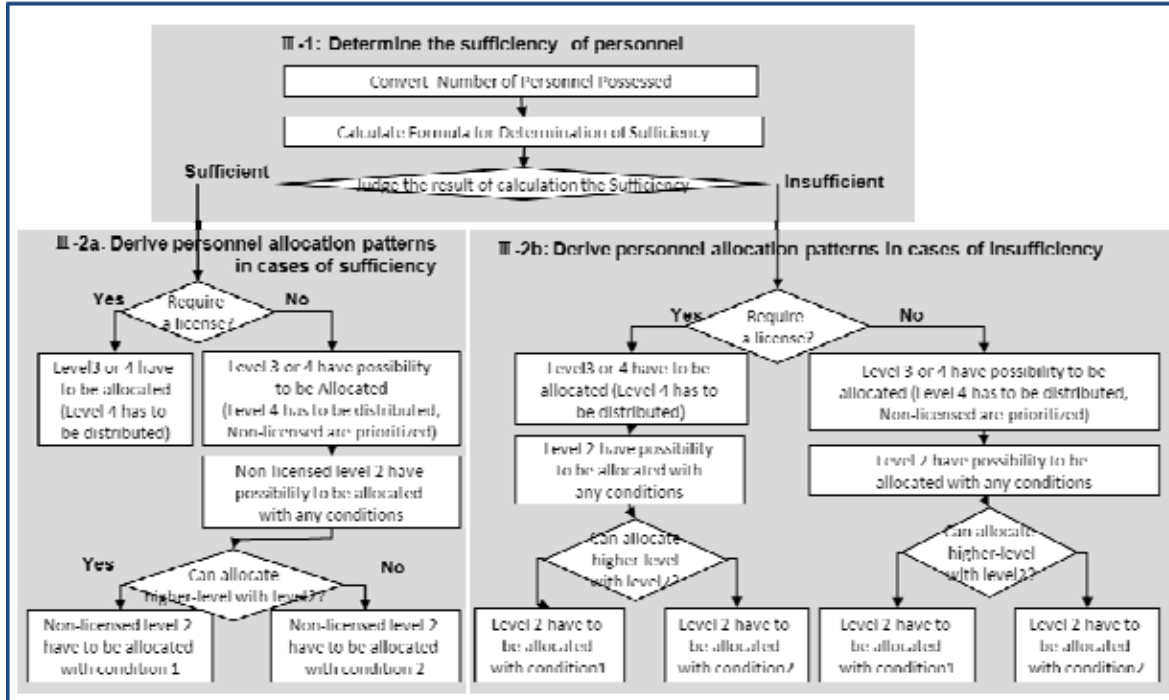 Ⅲ-1: Determine the sufficiency of personnel
Convert Number of Personnel Possessed
Calculate Formula for Determination of Sufficiency
Judge the result of calculation the Sufficiency
Sufficient
Insufficient
Ⅲ-2a. Derive personnel allocation patterns
in cases of sufficiency
Yes
No
Require
a license?
Level3 or 4 have
to be allocated
(Level 4 has to
be distributed)
Level 3 or 4 have possibility
to be Allocated
(Level 4 has to be distributed,
Non-licensed are prioritized)
Non licensed level 2 have
possibility to be allocated
with any conditions
Yes
No
Can allocate
higher-level with level2?
Non-licensed level 2
have to be allocated
with condition 1
Non-licensed level 2
have to be allocated
with condition 2
Ⅲ-2b: Derive personnel allocation patterns in cases of insufficiency
Yes
No
Require
a license?
Level3 or 4 have to be
allocated (Level 4 has to
be distributed)
Level 2 have possibility
to be allocated with
any conditions
Can allocate
higher-level
with level2?
Level 2 have to
be allocated
with condition1
Level 2 have to
be allocated
with condition2
Level 3 or 4 have possibility to be
allocated (Level 4 has to be distributed,
Non-licensed are prioritized)
Level 2 have possibility to be
allocated with any conditions
Can allocate
higher-level
with level2?
Level 2 have to
be allocated
with condition1
Level 2 have to
be allocated
with condition2